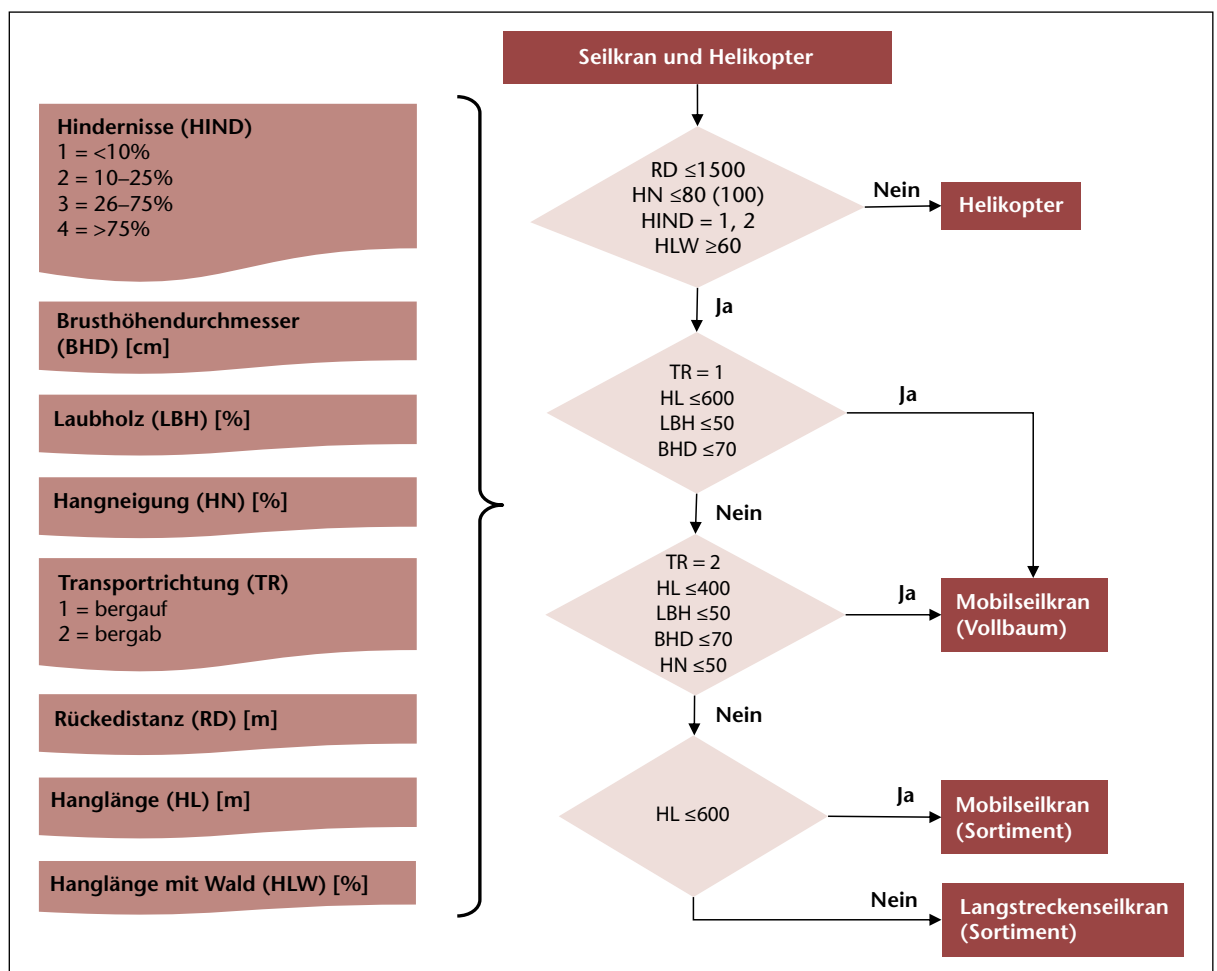 Seilkran und Helikopter
Hindernisse (HIND)
1 = <10%
2 = 10–25%
3 = 26–75%
4 = >75%
Brusthöhendurchmesser
(BHD) [cm]
Laubholz (LBH) [%]
Hangneigung (HN) [%]
Transportrichtung (TR)
1 = bergauf
2 = bergab
Rückedistanz (RD) [m]
Hanglänge (HL) [m]
Hanglänge mit Wald (HLW) [%]
RD ≤1500
HN ≤80 (100)
HIND = 1, 2
HLW ≥60
Nein
Helikopter
Ja
TR = 1
HL ≤600
LBH ≤50
BHD ≤70
Ja
Nein
TR = 2
HL ≤400
LBH ≤50
BHD ≤70
HN ≤50
Ja
Mobilseilkran
(Vollbaum)
Nein
HL ≤600
Ja
Mobilseilkran
(Sortiment)
Nein
Langstreckenseilkran
(Sortiment)